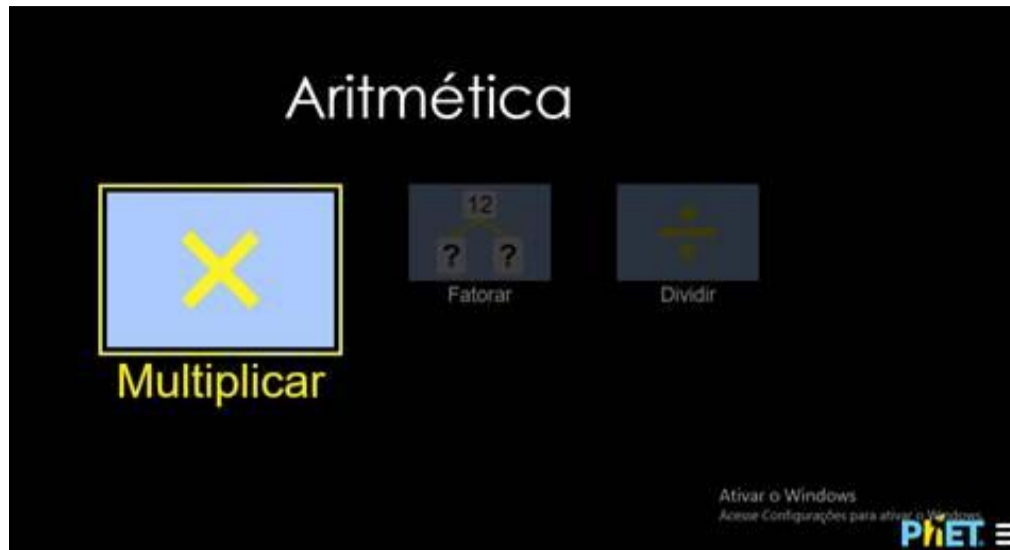 Aritmética
12
? ?
Fatorar
Dividir
Multiplicar
Ativar o Windows
Acesse Configurações para ativar o Windows.
PhET